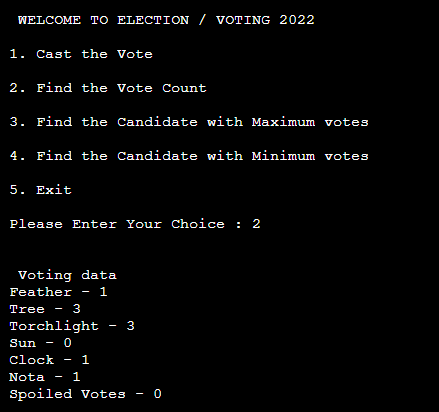 WELCOME TO ELECTION / VOTING 2022
1. Cast the Vote
2. Find the Vote Count
3. Find the Candidate with Maximum votes
4. Find the Candidate with Minimum votes
5. Exit
Please Enter Your Choice : 2
Voting data
Feather - 1
Tree - 3
Torchlight - 3
Sun - 0
Clock - 1
Nota - 1
Spoiled Votes - 0